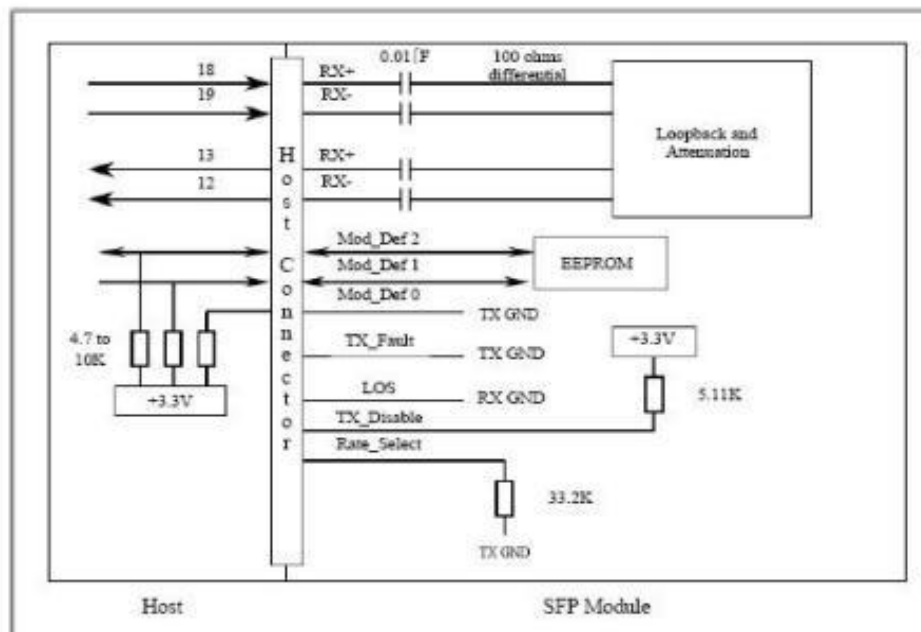 18
19
13
12
RX+
RX-
RX+
RX-
0.01⌠F
100 ohms
differential
Loopback and
Attenuation
Host Connector
Mod_Def 2
Mod_Def 1
Mod_Def 0
EEPROM
TX GND
TX_Fault
TX GND
LOS
RX GND
TX_Disable
Rate_Select
+3.3V
5.11K
33.2K
TX GND
4.7 to
10K
+3.3V
Host
SFP Module